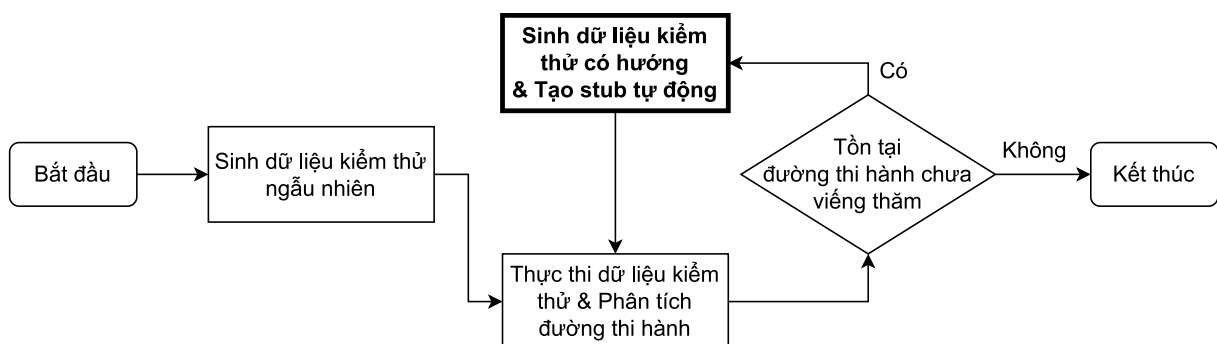 Bắt đầu
Sinh dữ liệu kiểm thử
ngẫu nhiên
Sinh dữ liệu kiểm
thử có hướng
& Tạo stub tự động
Thực thi dữ liệu kiểm
thử & Phân tích
đường thi hành
Tồn tại
đường thi hành chưa
viếng thăm
Có
Không
Kết thúc